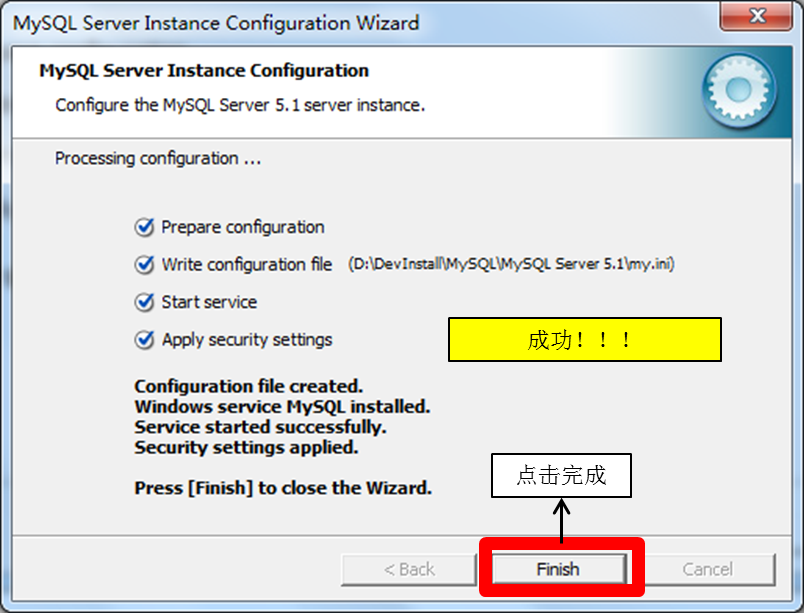 MySQL Server Instance Configuration Wizard
MySQL Server Instance Configuration
Configure the MySQL Server 5.1 server instance.
Processing configuration ...
Prepare configuration
Write configuration file (D:\DevInstall\MySQL\MySQL Server 5.1\my.ini)
Start service
Apply security settings
成功！！！
Configuration file created.
Windows service MySQL installed.
Service started successfully.
Security settings applied.
Press [Finish] to close the Wizard.
点击完成
< Back Finish Cancel